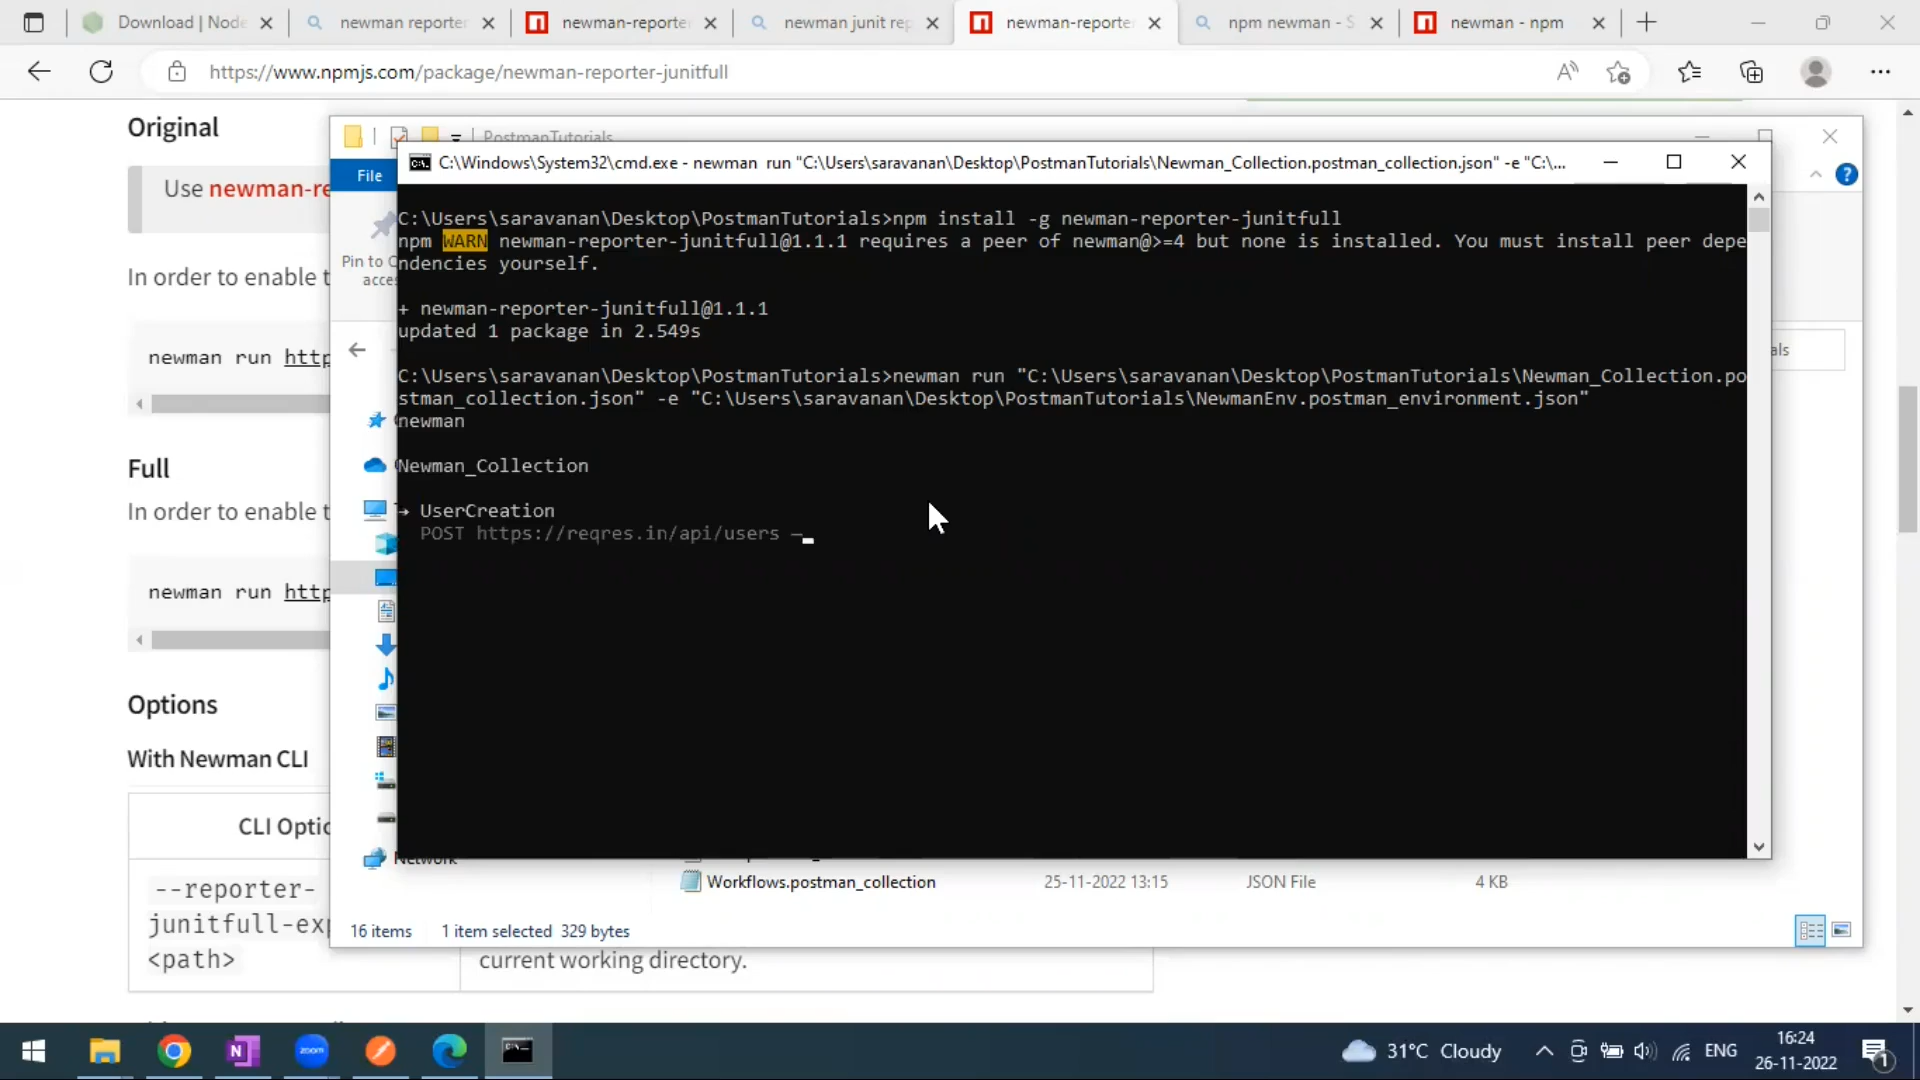 Download | Node
newman reporter
newman-reporte
newman junit rep
newman-reporte
npm newman - S
newman - npm
https://www.npmjs.com/package/newman-reporter-junitfull
Original
Use newman-re
In order to enable t
newman run http
Full
In order to enable t
newman run http
Options
With Newman CLI
CLI Optio
--reporter-
junitfull-exp
<path>
current working directory.
PostmanTutorials
File
Pin to
acces
als
C:\Windows\System32\cmd.exe - newman run "C:\Users\saravanan\Desktop\PostmanTutorials\Newman_Collection.postman_collection.json" -e "C:\...
C:\Users\saravanan\Desktop\PostmanTutorials>npm install -g newman-reporter-junitfull
npm WARN newman-reporter-junitfull@1.1.1 requires a peer of newman@>=4 but none is installed. You must install peer depe
ndencies yourself.
+ newman-reporter-junitfull@1.1.1
updated 1 package in 2.549s
C:\Users\saravanan\Desktop\PostmanTutorials>newman run "C:\Users\saravanan\Desktop\PostmanTutorials\Newman_Collection.po
stman_collection.json" -e "C:\Users\saravanan\Desktop\PostmanTutorials\NewmanEnv.postman_environment.json"
newman
Newman_Collection
→ UserCreation
POST https://reqres.in/api/users —
Network
Workflows.postman_collection 25-11-2022 13:15 JSON File 4 KB
16 items 1 item selected 329 bytes
zoom
31°C Cloudy
ENG
16:24
26-11-2022
1